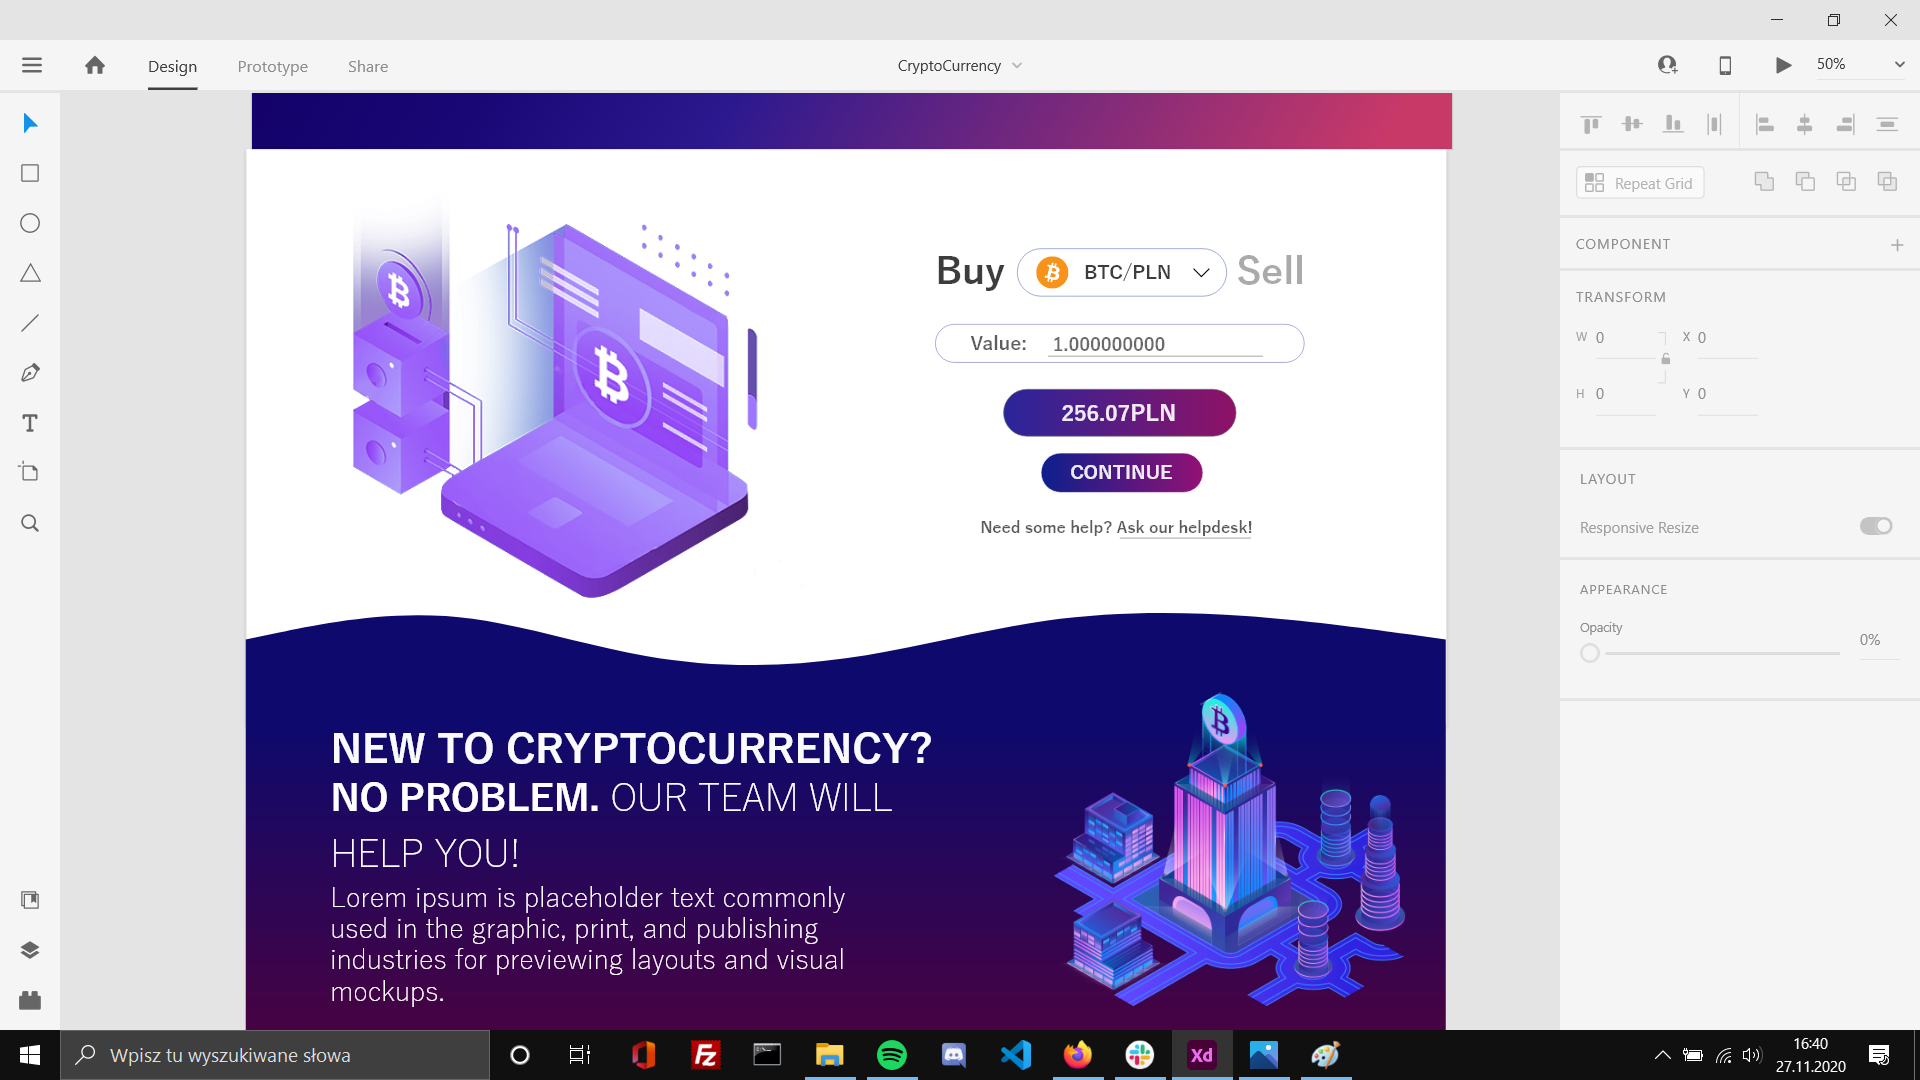 Design
Prototype
Share
CryptoCurrency
50%
Repeat Grid
COMPONENT
TRANSFORM
W 0
X 0
H 0
Y 0
LAYOUT
Responsive Resize
APPEARANCE
Opacity
0%
Buy
BTC/PLN
Sell
Value: 1.000000000
256.07PLN
CONTINUE
Need some help? Ask our helpdesk!
NEW TO CRYPTOCURRENCY?
NO PROBLEM. OUR TEAM WILL
HELP YOU!
Lorem ipsum is placeholder text commonly
used in the graphic, print, and publishing
industries for previewing layouts and visual
mockups.
Wpisz tu wyszukiwane słowa
Fz
Xd
16:40
27.11.2020